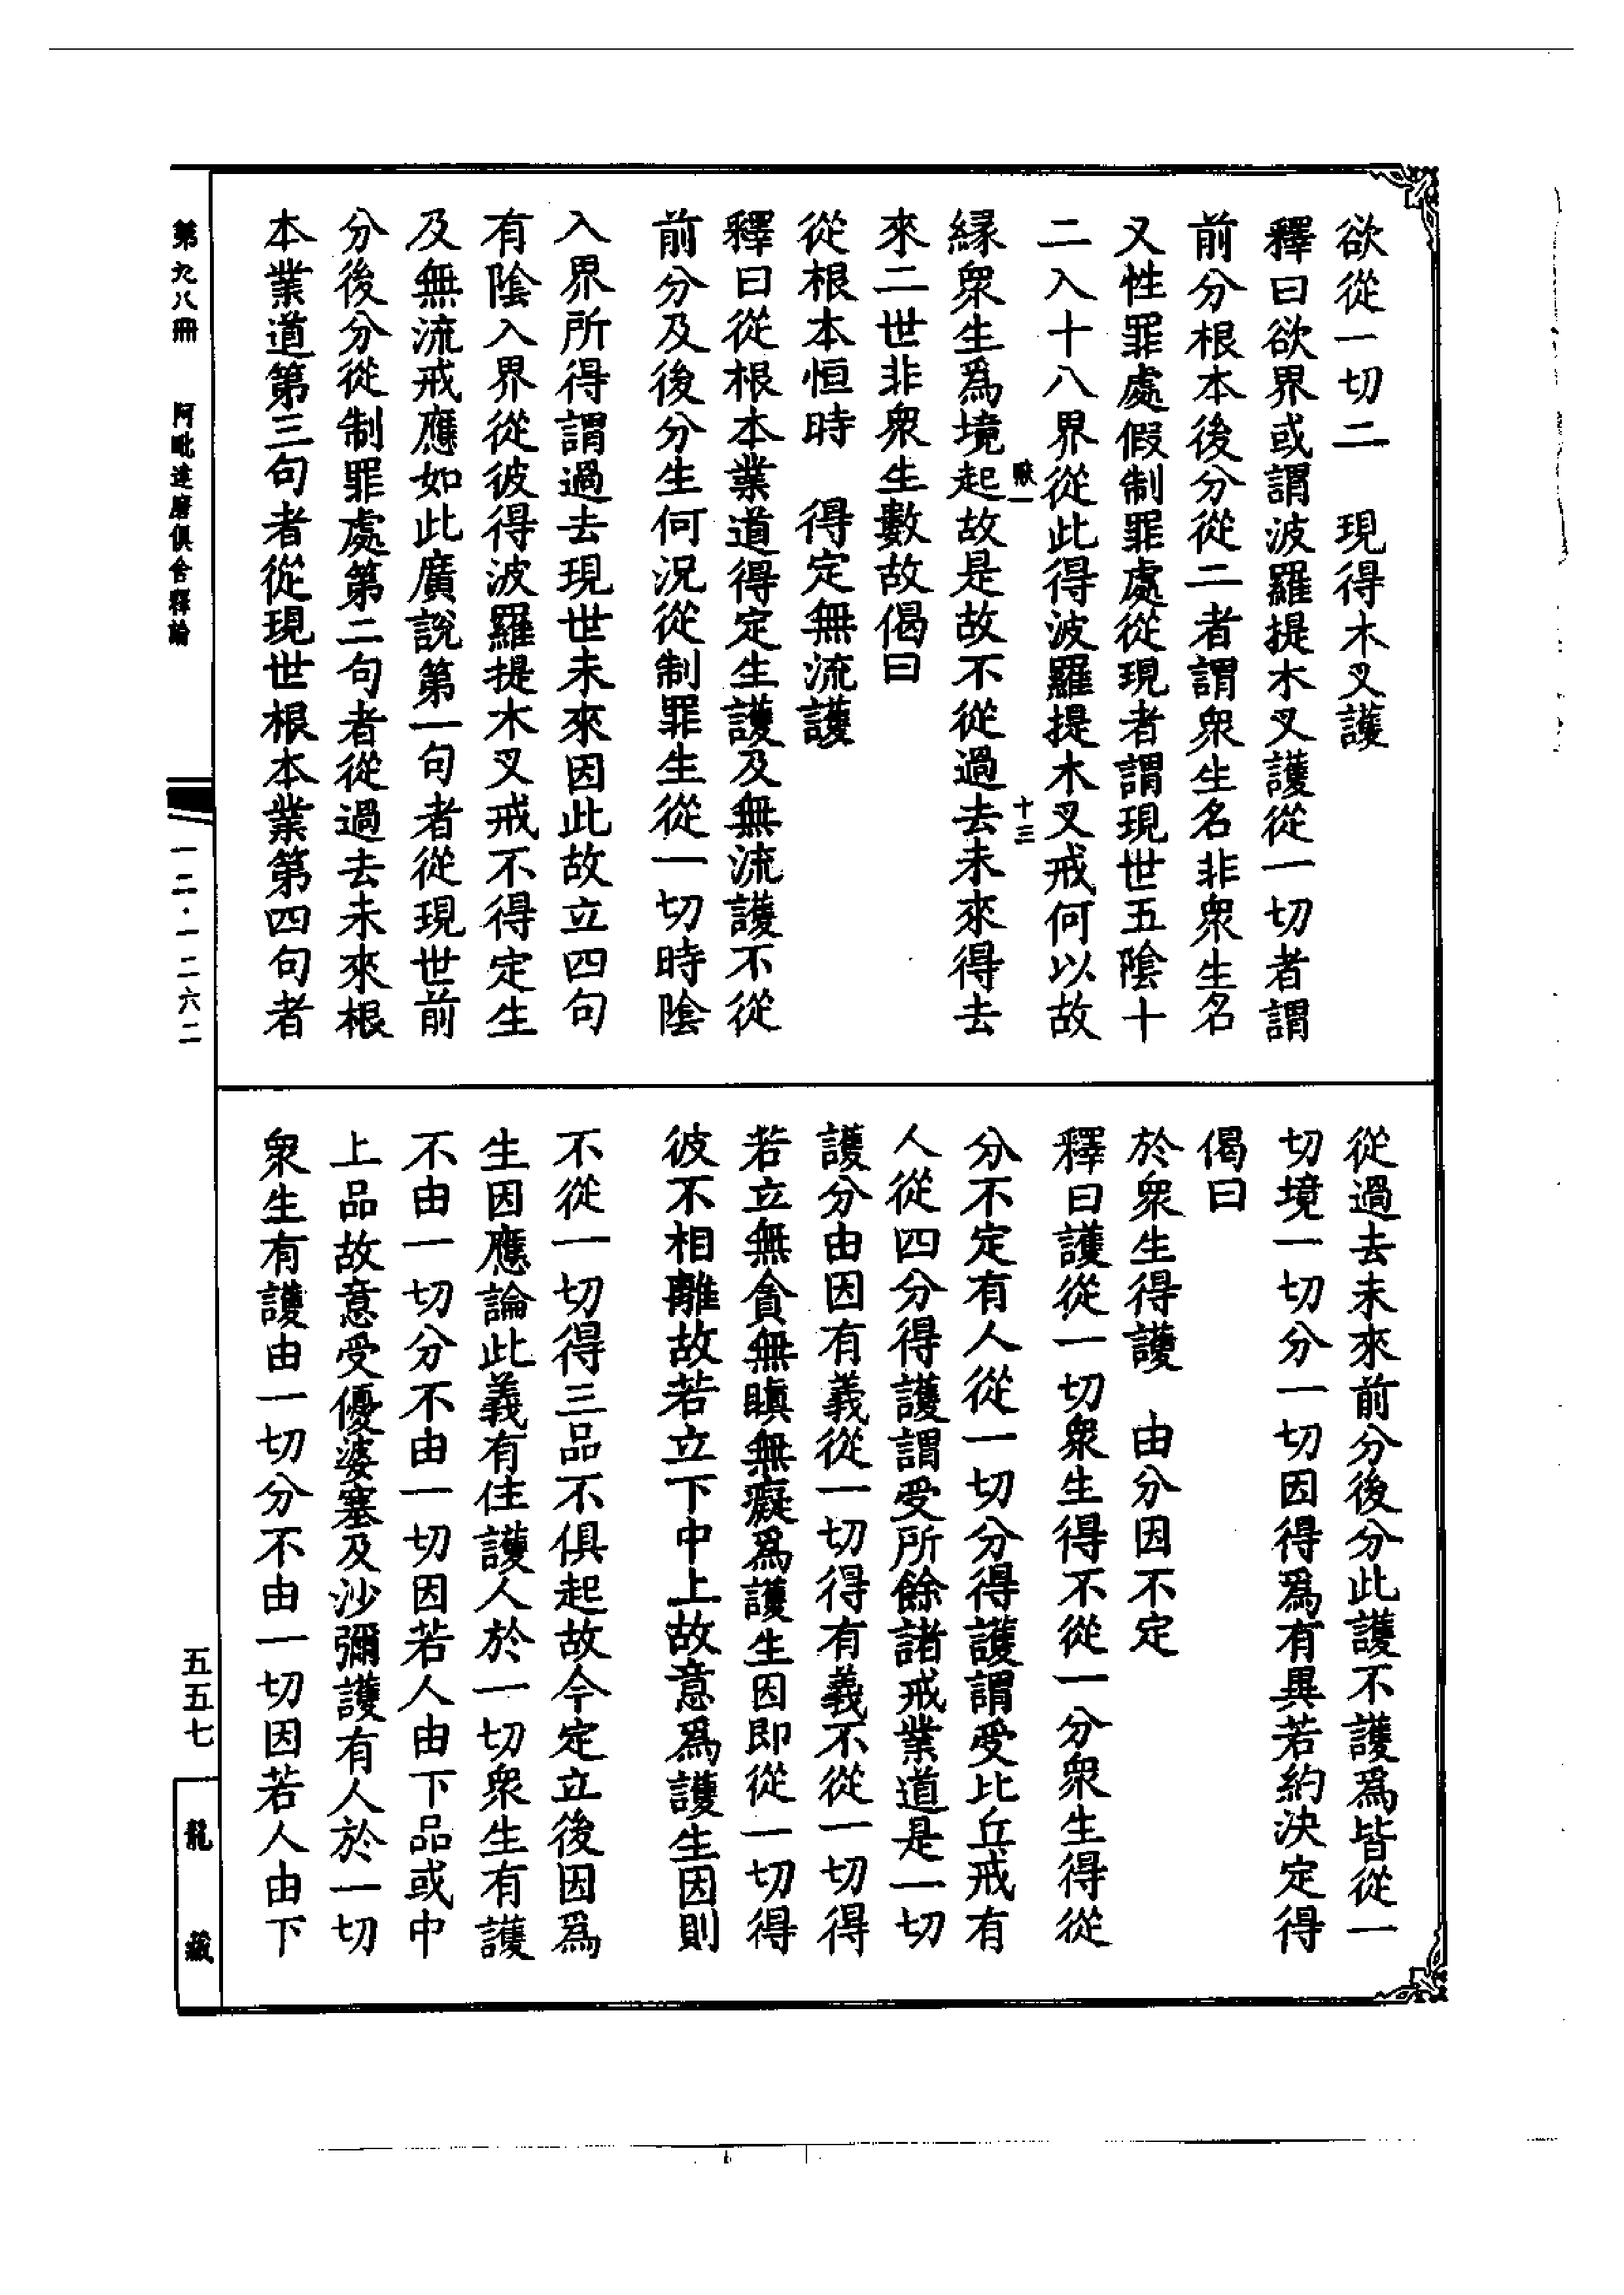 欲從一切二　現得木叉護
釋曰欲界或謂波羅提木叉護從一切者謂
前分根本後分從二者謂衆生名非衆生名
又性罪處假制罪處從現者謂現世五陰十
二入十八界從此得波羅提木叉戒何以故
十三
緣衆生爲境起故是故不從過去未來得去
來二世非衆生數故偈曰
從根本恒時　得定無流護
釋曰從根本業道得定生護及無流護不從
前分及後分生何況從制罪生從一切時陰
入界所得謂過去現世未來因此故立四句
有陰入界從彼得波羅提木叉戒不得定生
及無流戒應如此廣說第一句者從現世前
分後分從制罪處第二句者從過去未來根
本業道第三句者從現世根本業第四句者
從過去未來前分後分此護不護爲皆從一
切境一切分一切因得爲有異若約決定得
偈曰
於衆生得護　由分因不定
釋曰護從一切衆生得不從一分衆生得從
分不定有人從一切分得護謂受比丘戒有
人從四分得護謂受所餘諸戒業道是一切
護分由因有義從一切得有義不從一切得
若立無貪無瞋無癡爲護生因即從一切得
彼不相離故若立下中上故意爲護生因則
不從一切得三品不俱起故今定立後因爲
生因應論此義有住護人於一切衆生有護
不由一切分不由一切因若人由下品或中
上品故意受優婆塞及沙彌護有人於一切
衆生有護由一切分不由一切因若人由下
第九八冊　阿毗達磨俱舍釋論
一二·一二六二
五五七
龍藏